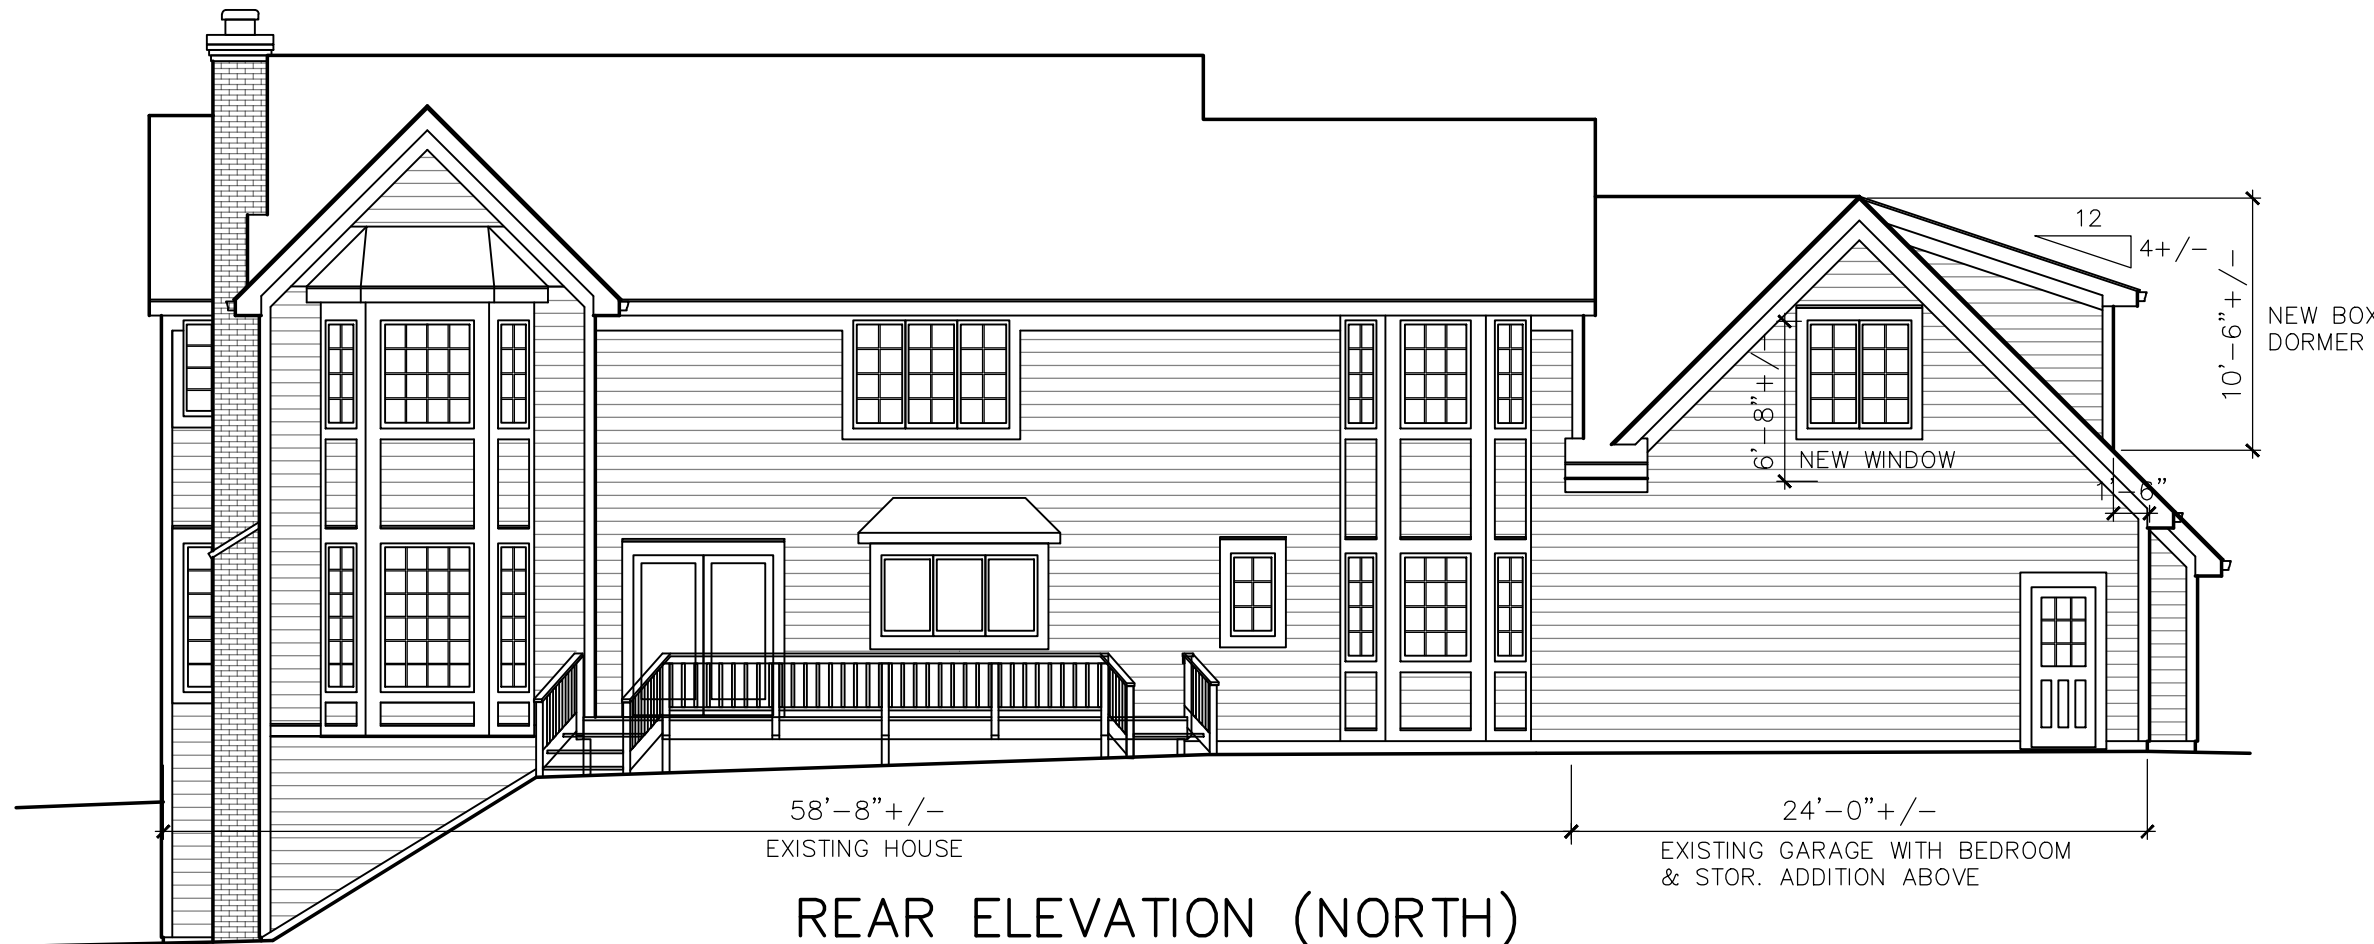 12
4+/-
10'-6"+/-
NEW BOX
DORMER
6'-8"+/-
NEW WINDOW
1'-6"
58'-8"+/-
EXISTING HOUSE
24'-0"+/-
EXISTING GARAGE WITH BEDROOM
& STOR. ADDITION ABOVE
REAR ELEVATION (NORTH)